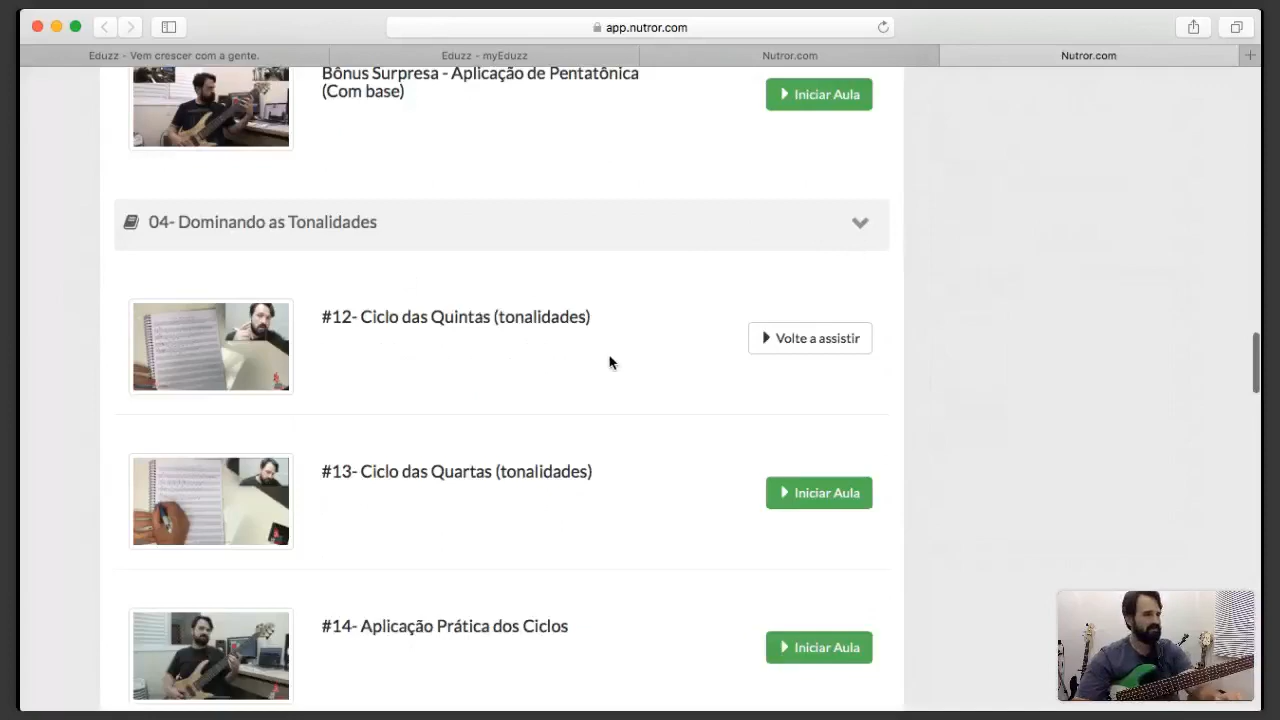 app.nutror.com
Eduzz - Vem crescer com a gente.
Eduzz - myEduzz
Nutror.com
Nutror.com
Bônus Surpresa - Aplicação de Pentatônica
(Com base)
Iniciar Aula
04- Dominando as Tonalidades
#12- Ciclo das Quintas (tonalidades)
Volte a assistir
#13- Ciclo das Quartas (tonalidades)
Iniciar Aula
#14- Aplicação Prática dos Ciclos
Iniciar Aula